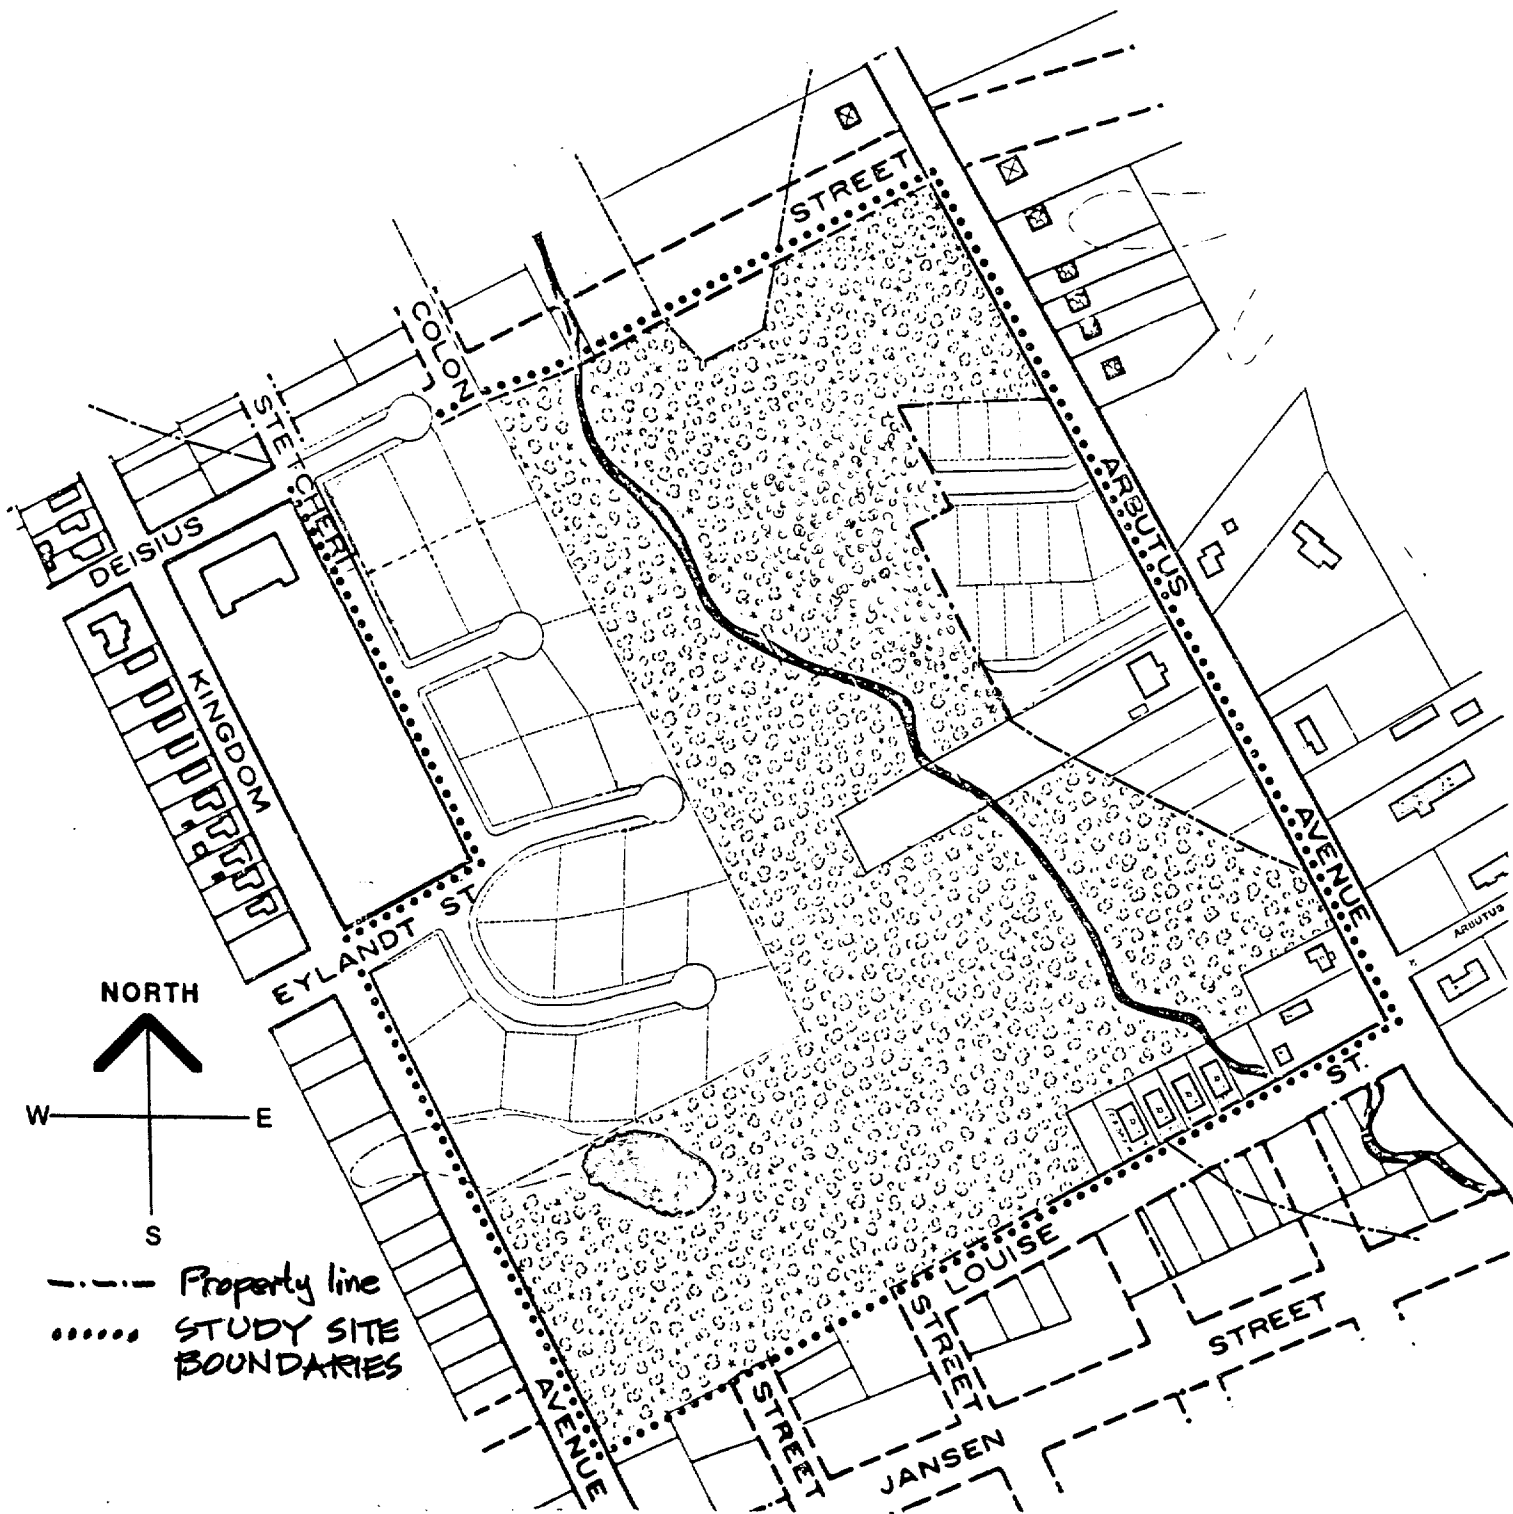 STREET
COLON
STETCHER
DEISIUS
ARBUTUS
KINGDOM
AVENUE
EYLANDT ST.
ARBUTUS
NORTH
W
E
S
ST.
LOUISE
Property line
STUDY SITE
BOUNDARIES
STREET
STREET
STREET
AVENUE
JANSEN